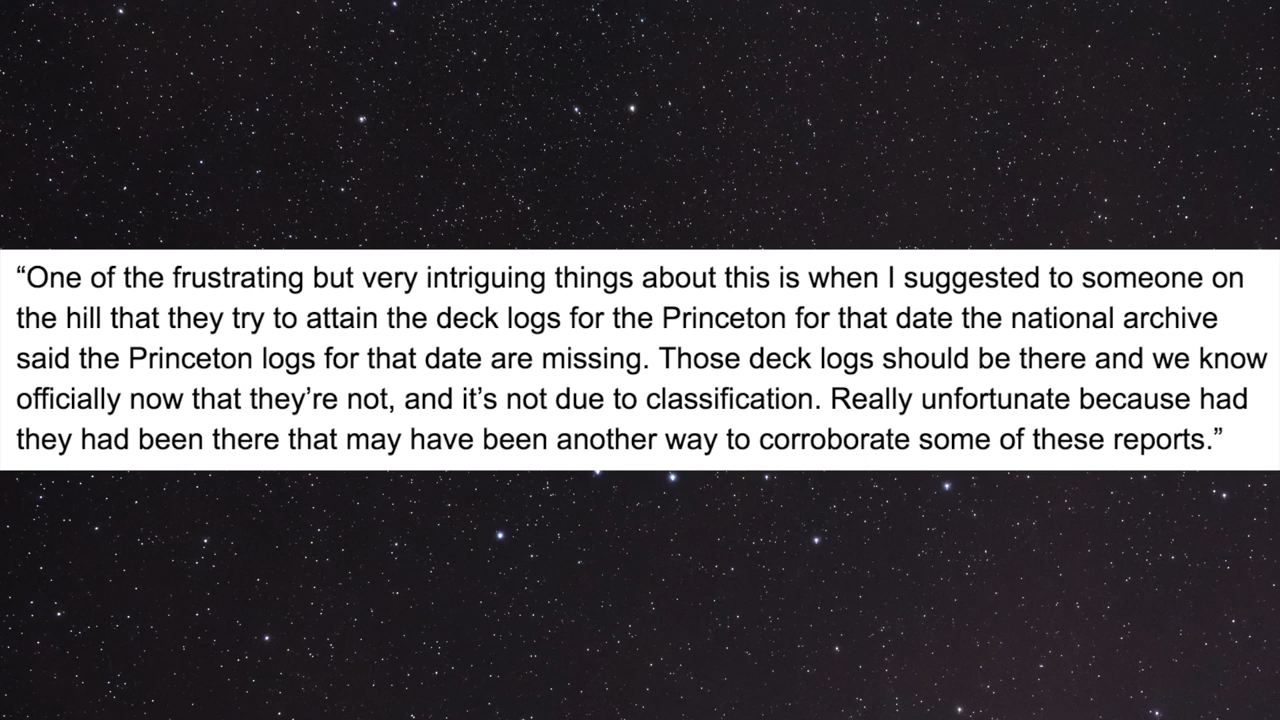 “One of the frustrating but very intriguing things about this is when I suggested to someone on
the hill that they try to attain the deck logs for the Princeton for that date the national archive
said the Princeton logs for that date are missing. Those deck logs should be there and we know
officially now that they’re not, and it’s not due to classification. Really unfortunate because had
they had been there that may have been another way to corroborate some of these reports.”